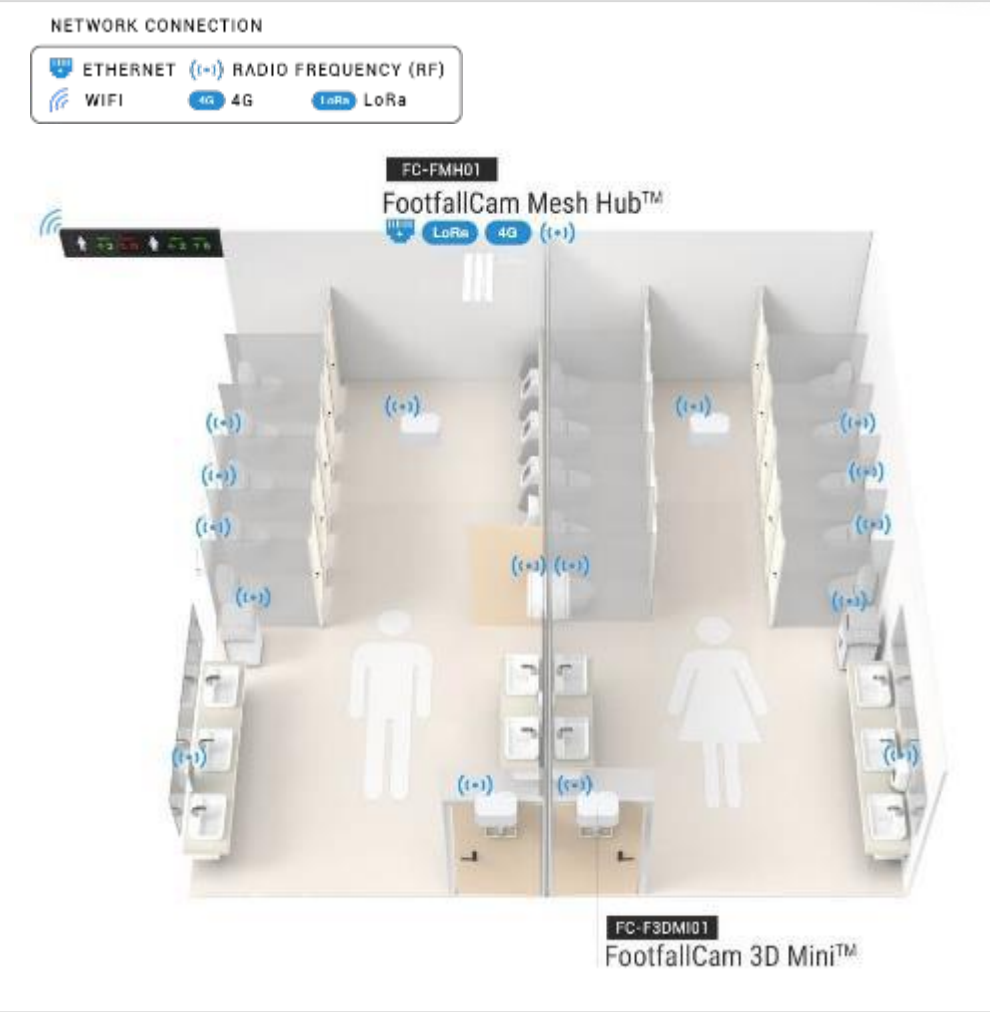 NETWORK CONNECTION
ETHERNET RADIO FREQUENCY (RF)
WIFI 4G 4G LoRa LoRa
FC-FMH01
FootfallCam Mesh Hub™
LoRa 4G
FC-F3DMI01
FootfallCam 3D Mini™